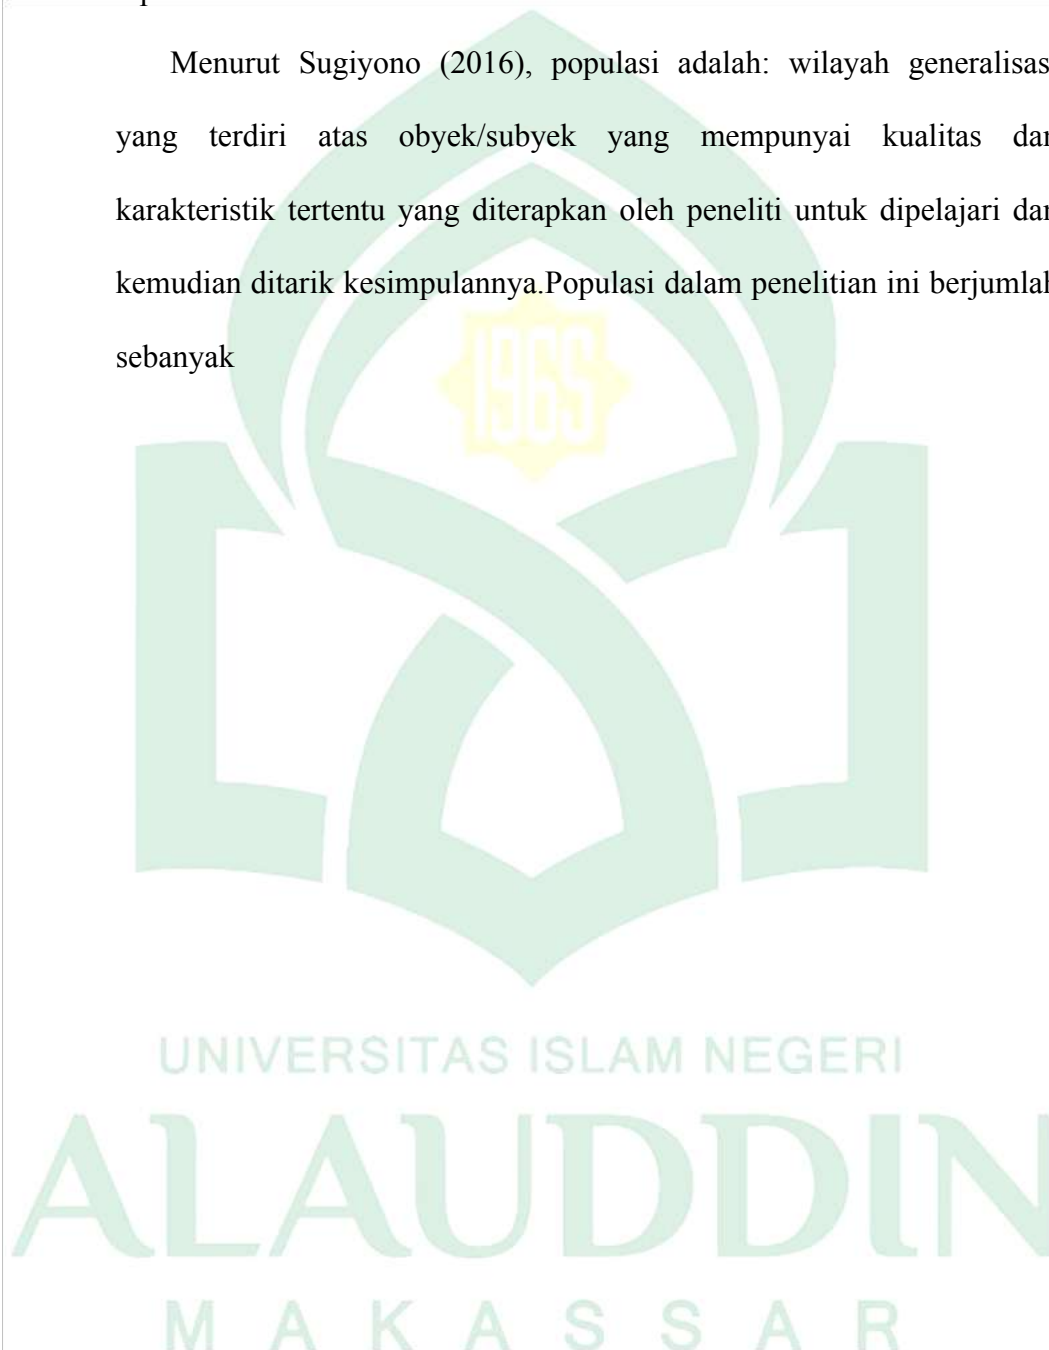 Menurut Sugiyono (2016), populasi adalah: wilayah generalisas
yang terdiri atas obyek/subyek yang mempunyai kualitas dan
karakteristik tertentu yang diterapkan oleh peneliti untuk dipelajari dan
kemudian ditarik kesimpulannya.Populasi dalam penelitian ini berjumlah
sebanyak
1965
UNIVERSITAS ISLAM NEGERI
ALAUDDIN
MAKASSAR